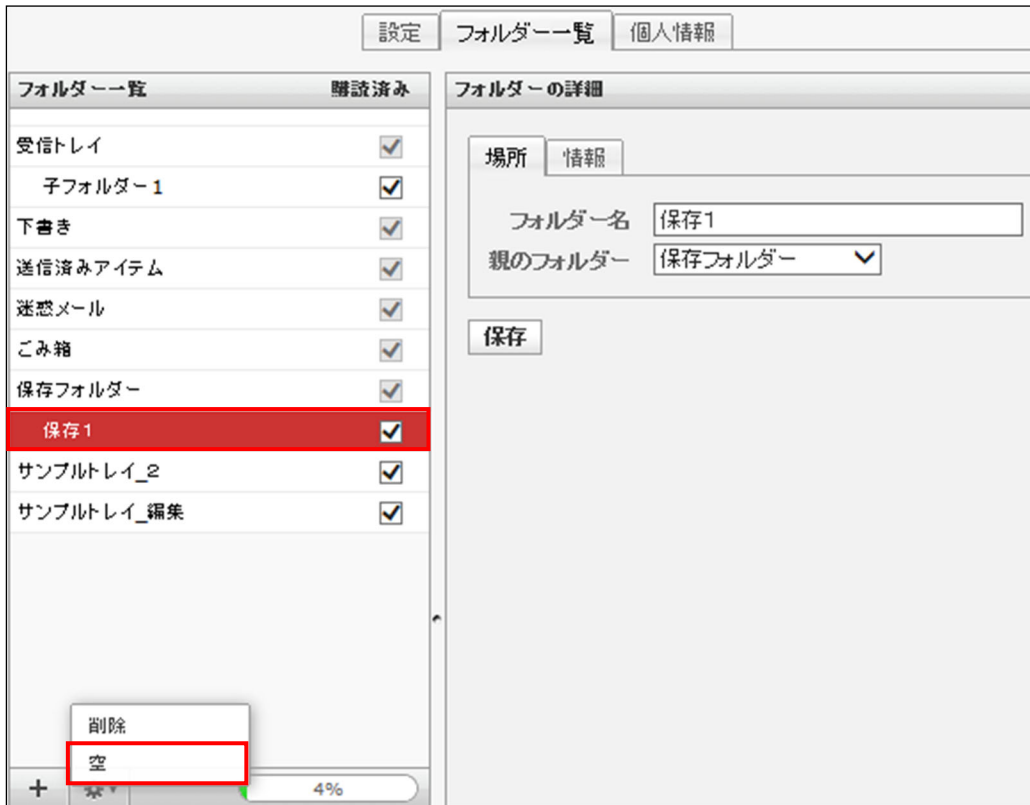 設定 フォルダー一覧 個人情報
フォルダー一覧 購読済み
受信トレイ
子フォルダー1
下書き
送信済みアイテム
迷惑メール
ごみ箱
保存フォルダー
保存1
サンプルトレイ_2
サンプルトレイ_編集
削除
空
4%
フォルダーの詳細
場所 情報
フォルダー名 保存1
親のフォルダー 保存フォルダー
保存